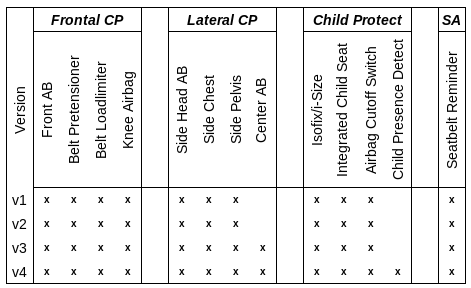 Frontal CP Lateral CP Child Protect SA
Version Front AB Belt Pretensioner Belt Loadlimiter Knee Airbag Side Head AB Side Chest Side Pelvis Center AB Isofix/i-Size Integrated Child Seat Airbag Cutoff Switch Child Presence Detect Seatbelt Reminder
v1 x x x x x x x x x x x
v2 x x x x x x x x x x x
v3 x x x x x x x x x x x x
v4 x x x x x x x x x x x x x